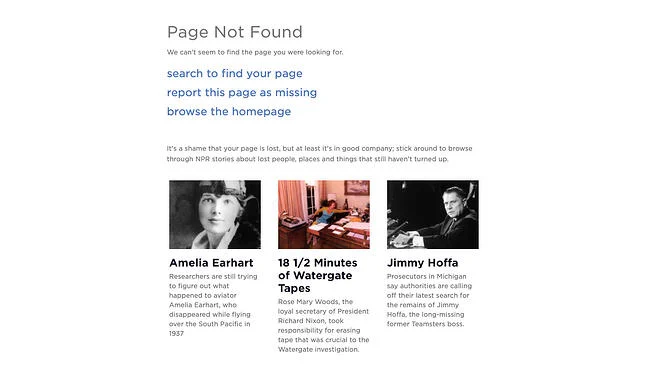 Page Not Found
We can't seem to find the page you were looking for.
search to find your page
report this page as missing
browse the homepage
It's a shame that your page is lost, but at least it's in good company; stick around to browse
through NPR stories about lost people, places and things that still haven't turned up.
Amelia Earhart
Researchers are still trying
to figure out what
happened to aviator
Amelia Earhart, who
disappeared while flying
over the South Pacific in
1937
18 1/2 Minutes
of Watergate
Tapes
Rose Mary Woods, the
loyal secretary of President
Richard Nixon, took
responsibility for erasing
tape that was crucial to the
Watergate investigation.
Jimmy Hoffa
Prosecutors in Michigan
say authorities are calling
off their latest search for
the remains of Jimmy
Hoffa, the long-missing
former Teamsters boss.